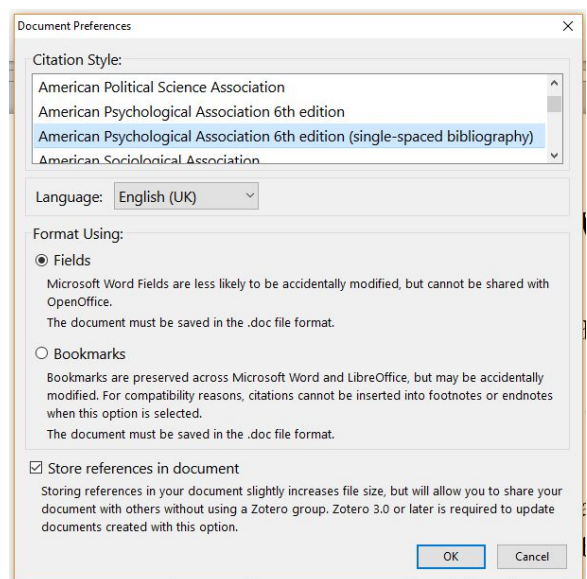 Document Preferences
Citation Style:
American Political Science Association
American Psychological Association 6th edition
American Psychological Association 6th edition (single-spaced bibliography)
American Sociological Association
Language: English (UK)
Format Using:
Fields
Microsoft Word Fields are less likely to be accidentally modified, but cannot be shared with
OpenOffice.
The document must be saved in the .doc file format.
Bookmarks
Bookmarks are preserved across Microsoft Word and LibreOffice, but may be accidentally
modified. For compatibility reasons, citations cannot be inserted into footnotes or endnotes
when this option is selected.
The document must be saved in the .doc file format.
Store references in document
Storing references in your document slightly increases file size, but will allow you to share your
document with others without using a Zotero group. Zotero 3.0 or later is required to update
documents created with this option.
OK Cancel